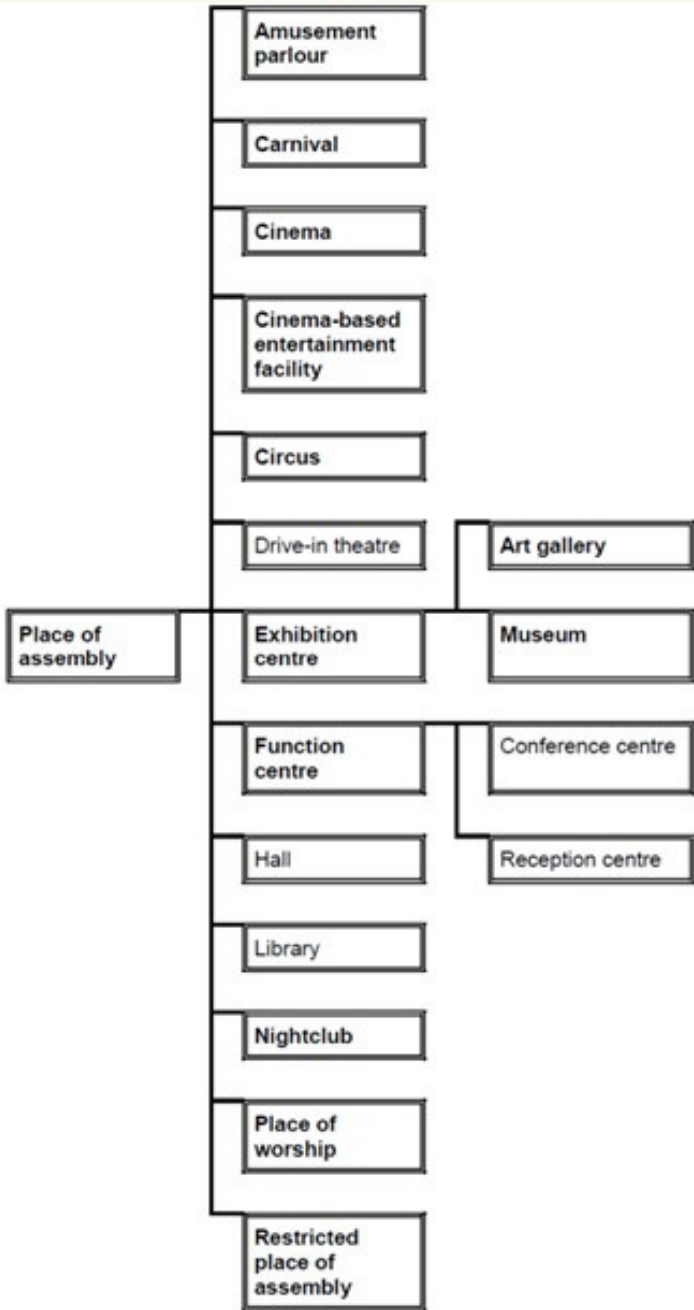 Amusement
parlour
Carnival
Cinema
Cinema-based
entertainment
facility
Circus
Drive-in theatre
Art gallery
Place of
assembly
Exhibition
centre
Museum
Function
centre
Conference centre
Hall
Reception centre
Library
Nightclub
Place of
worship
Restricted
place of
assembly